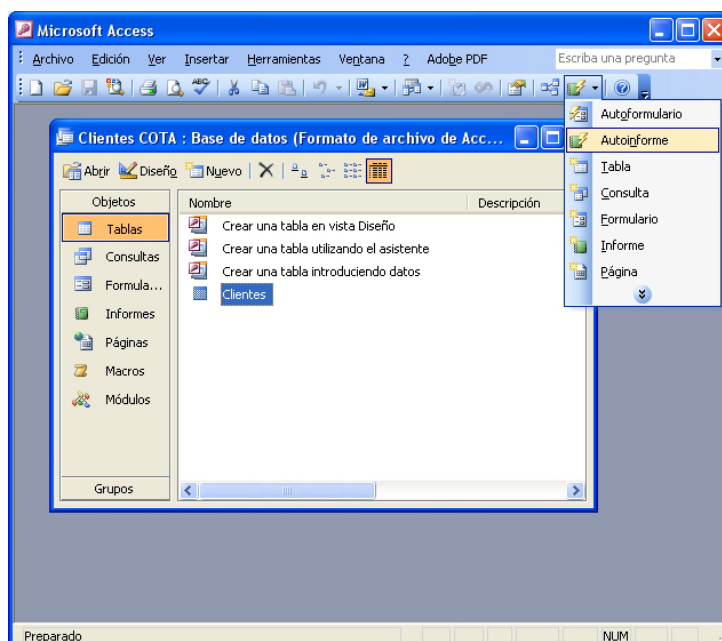 Microsoft Access
Archivo Edición Ver Insertar Herramientas Ventana ? Adobe PDF Escriba una pregunta
Clientes COTA : Base de datos (Formato de archivo de Acc...
Abrir Diseño Nuevo
Objetos
Tablas
Consultas
Formula...
Informes
Páginas
Macros
Módulos
Grupos
Nombre Descripción
Crear una tabla en vista Diseño
Crear una tabla utilizando el asistente
Crear una tabla introduciendo datos
Clientes
Autoformulario
Autoinforme
Tabla
Consulta
Formulario
Informe
Página
Preparado NUM